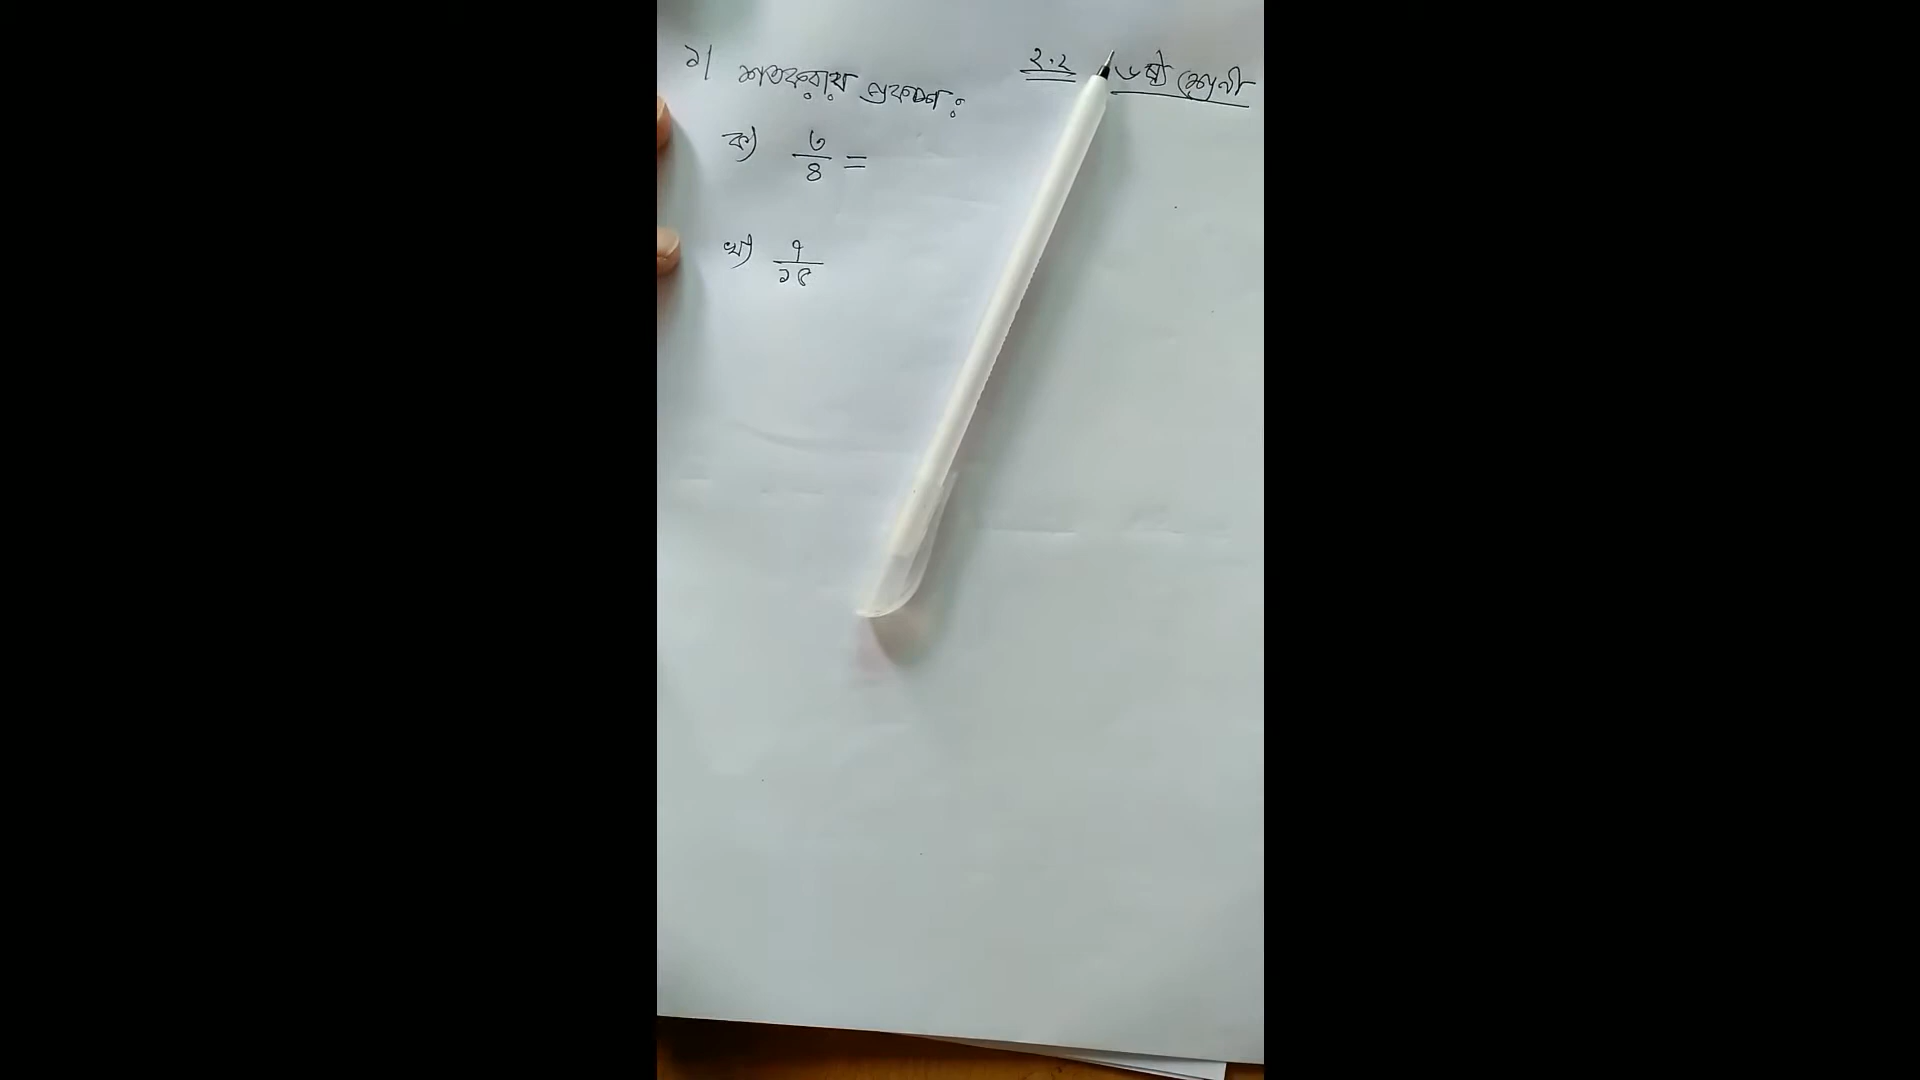 ১। শতকরায় প্রকাশ : ২.২ ৬ষ্ঠ শ্রেণী
ক) ৩/৪ =
খ) ৭/১৫